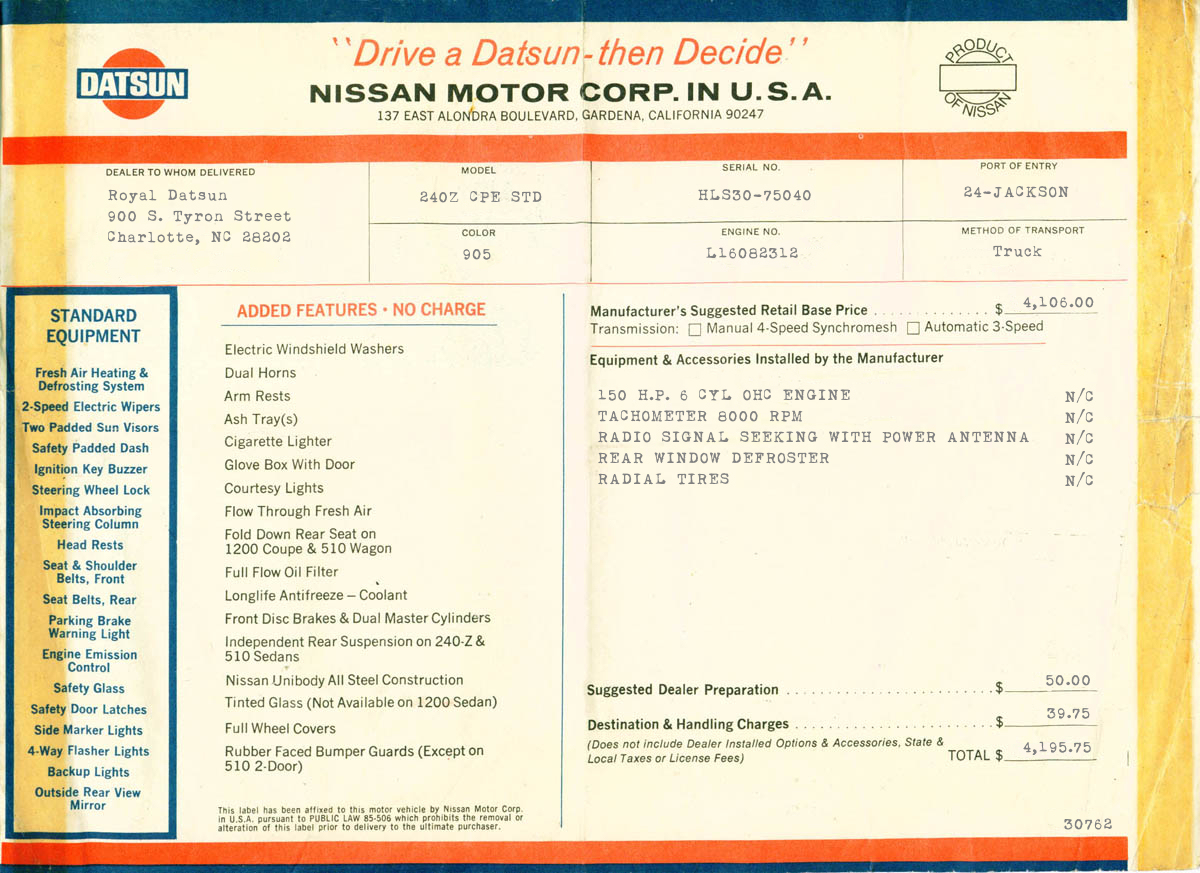 "Drive a Datsun-then Decide"
DATSUN
NISSAN MOTOR CORP. IN U.S.A.
137 EAST ALONDRA BOULEVARD, GARDENA, CALIFORNIA 90247
PRODUCT
OF NISSAN
DEALER TO WHOM DELIVERED
Royal Datsun
900 S. Tyron Street
Charlotte, NC 28202
MODEL
240Z CPE STD
COLOR
905
SERIAL NO.
HLS30-75040
ENGINE NO.
L16082312
PORT OF ENTRY
24-JACKSON
METHOD OF TRANSPORT
Truck
STANDARD
EQUIPMENT
Fresh Air Heating &
Defrosting System
2-Speed Electric Wipers
Two Padded Sun Visors
Safety Padded Dash
Ignition Key Buzzer
Steering Wheel Lock
Impact Absorbing
Steering Column
Head Rests
Seat & Shoulder
Belts, Front
Seat Belts, Rear
Parking Brake
Warning Light
Engine Emission
Control
Safety Glass
Safety Door Latches
Side Marker Lights
4-Way Flasher Lights
Backup Lights
Outside Rear View
Mirror
ADDED FEATURES • NO CHARGE
Electric Windshield Washers
Dual Horns
Arm Rests
Ash Tray(s)
Cigarette Lighter
Glove Box With Door
Courtesy Lights
Flow Through Fresh Air
Fold Down Rear Seat on
1200 Coupe & 510 Wagon
Full Flow Oil Filter
Longlife Antifreeze – Coolant
Front Disc Brakes & Dual Master Cylinders
Independent Rear Suspension on 240-Z &
510 Sedans
Nissan Unibody All Steel Construction
Tinted Glass (Not Available on 1200 Sedan)
Full Wheel Covers
Rubber Faced Bumper Guards (Except on
510 2-Door)
This label has been affixed to this motor vehicle by Nissan Motor Corp.
in U.S.A. pursuant to PUBLIC LAW 85-506 which prohibits the removal or
alteration of this label prior to delivery to the ultimate purchaser.
Manufacturer's Suggested Retail Base Price . . . . . . . . . . . . . . $ 4,106.00
Transmission: ☐ Manual 4-Speed Synchromesh ☐ Automatic 3-Speed
Equipment & Accessories Installed by the Manufacturer
150 H.P. 6 CYL OHC ENGINE N/C
TACHOMETER 8000 RPM N/C
RADIO SIGNAL SEEKING WITH POWER ANTENNA N/C
REAR WINDOW DEFROSTER N/C
RADIAL TIRES N/C
Suggested Dealer Preparation . . . . . . . . . . . . . . . . . . . . . . . . . $ 50.00
Destination & Handling Charges . . . . . . . . . . . . . . . . . . . . . . . . $ 39.75
(Does not include Dealer Installed Options & Accessories, State &
Local Taxes or License Fees)
TOTAL $ 4,195.75
30762